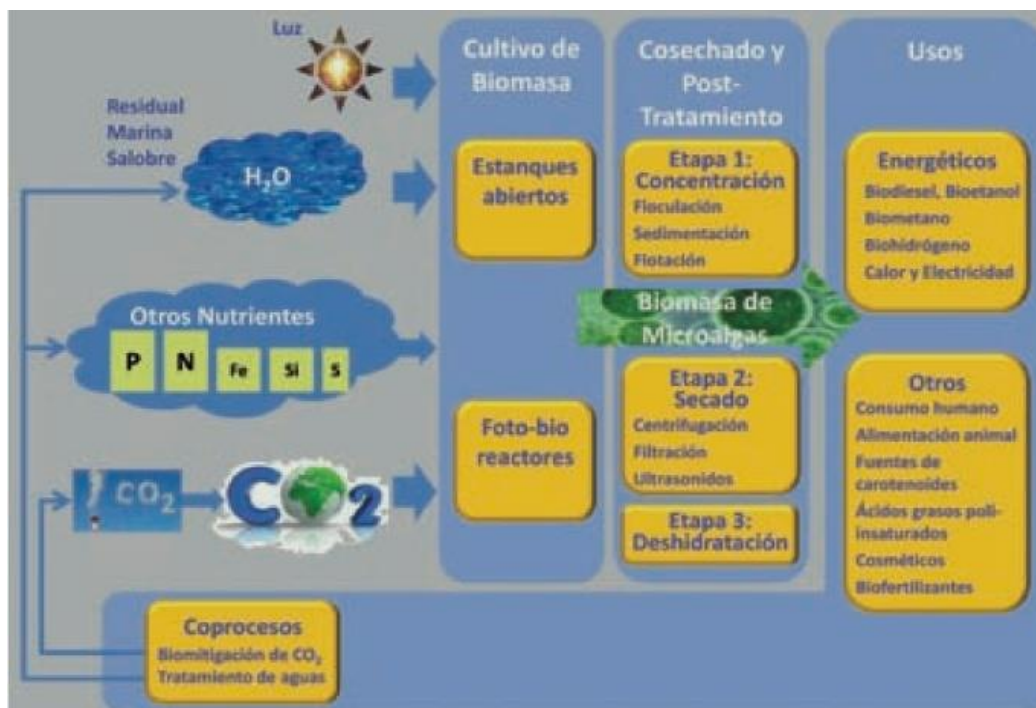 Luz
Residual
Marina
Salobre
H₂O
Otros Nutrientes
P N Fe Si S
CO₂
CO₂
Cultivo de
Biomasa
Estanques
abiertos
Foto-bio
reactores
Cosechado y
Post-
Tratamiento
Etapa 1:
Concentración
Floculación
Sedimentación
Flotación
Biomasa de
Microalgas
Etapa 2:
Secado
Centrifugación
Filtración
Ultrasonidos
Etapa 3:
Deshidratación
Usos
Energéticos
Biodiesel, Bioetanol
Biometano
Biohidrógeno
Calor y Electricidad
Otros
Consumo humano
Alimentación animal
Fuentes de
carotenoides
Ácidos grasos poli-
insaturados
Cosméticos
Biofertilizantes
Coprocesos
Biomitigación de CO₂
Tratamiento de aguas